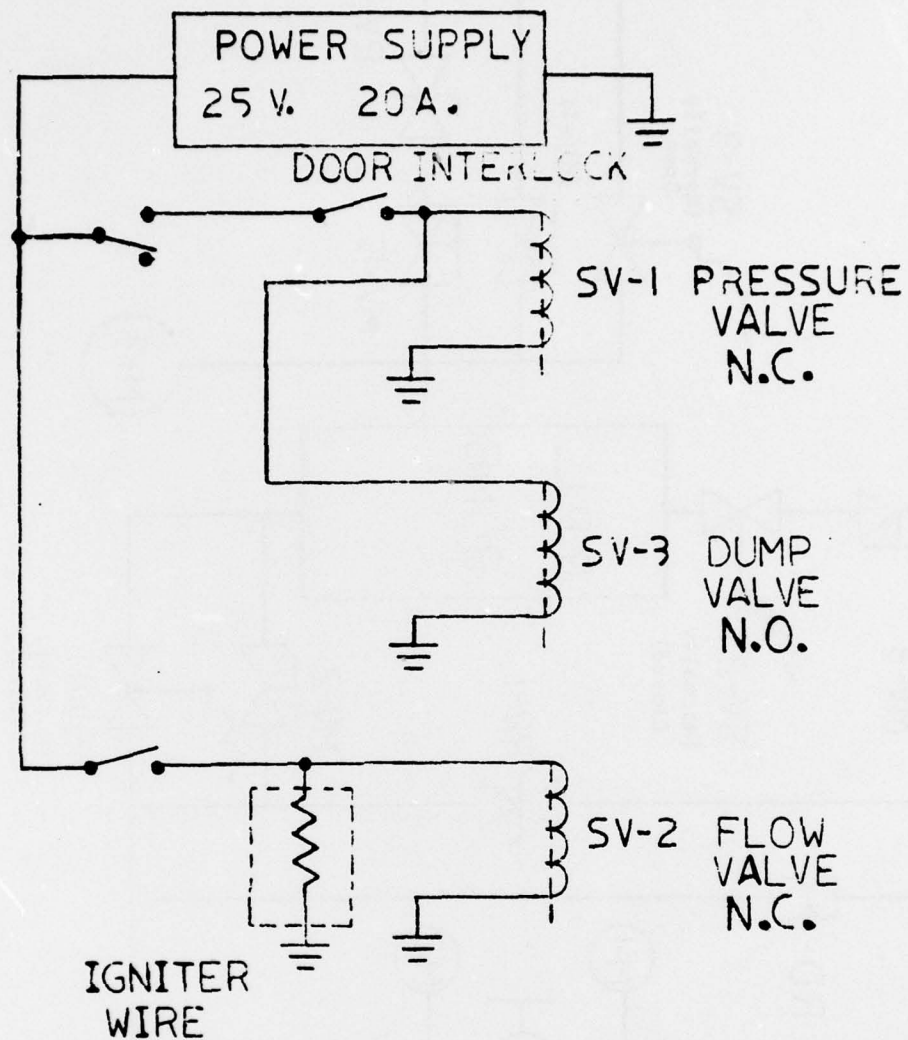 POWER SUPPLY
25 V. 20 A.
DOOR INTERLOCK
SV-1 PRESSURE
VALVE
N.C.
SV-3 DUMP
VALVE
N.O.
SV-2 FLOW
VALVE
N.C.
IGNITER
WIRE